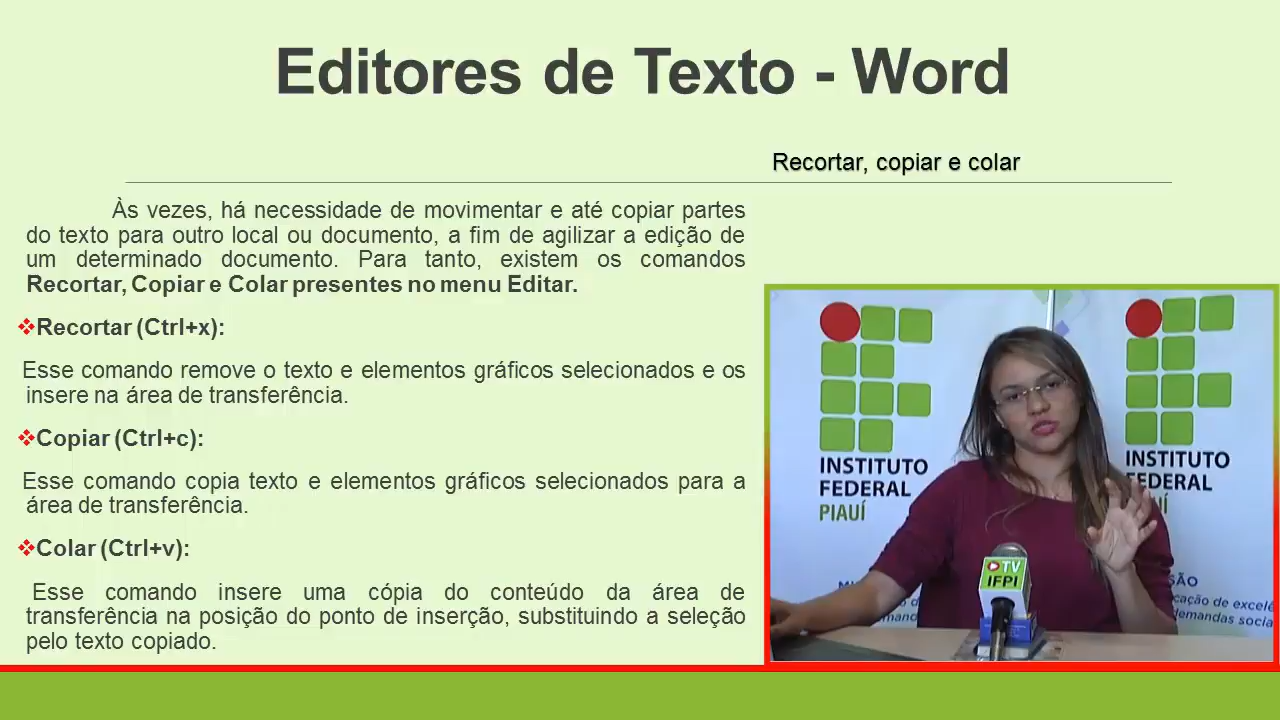 Editores de Texto - Word
Recortar, copiar e colar
Às vezes, há necessidade de movimentar e até copiar partes
do texto para outro local ou documento, a fim de agilizar a edição de
um determinado documento. Para tanto, existem os comandos
Recortar, Copiar e Colar presentes no menu Editar.
❖Recortar (Ctrl+x):
Esse comando remove o texto e elementos gráficos selecionados e os
insere na área de transferência.
❖Copiar (Ctrl+c):
Esse comando copia texto e elementos gráficos selecionados para a
área de transferência.
❖Colar (Ctrl+v):
Esse comando insere uma cópia do conteúdo da área de
transferência na posição do ponto de inserção, substituindo a seleção
pelo texto copiado.
INSTITUTO
FEDERAL
PIAUÍ
INSTITUTO
FEDERAL
TV
IFPI
demandas